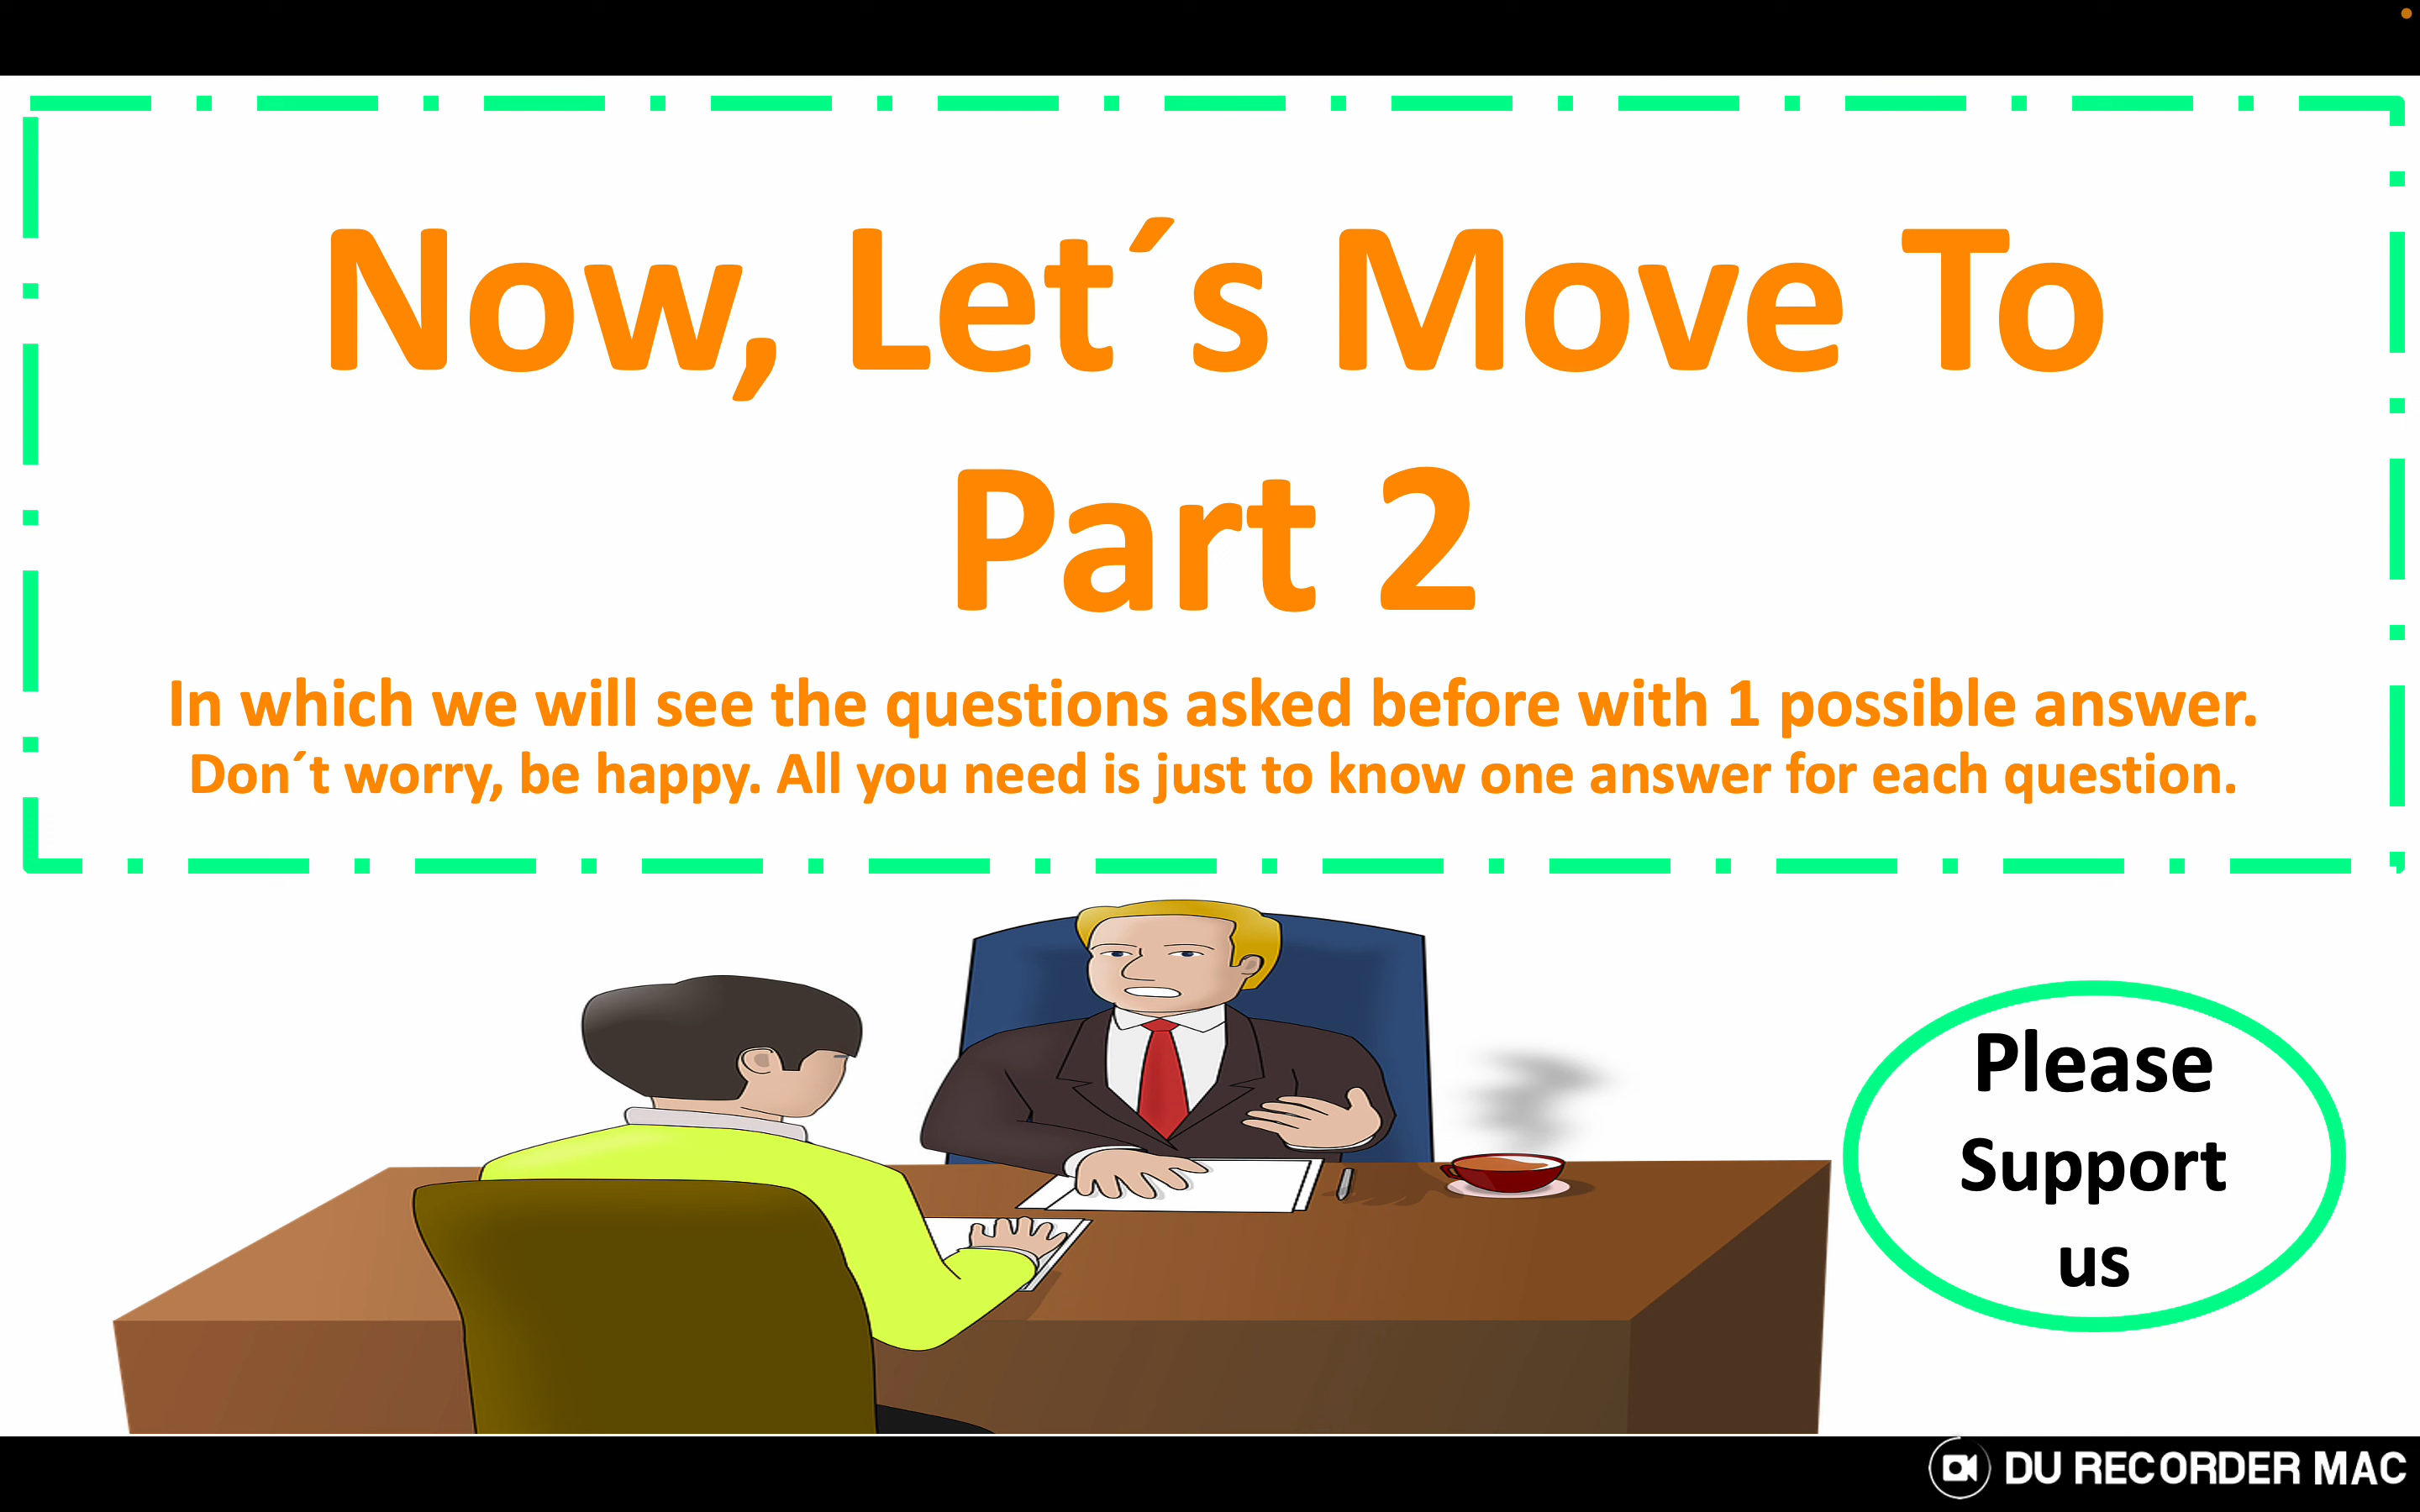 Now, Let´s Move To
Part 2
In which we will see the questions asked before with 1 possible answer.
Don´t worry, be happy. All you need is just to know one answer for each question.
Please
Support
us
DU RECORDER MAC